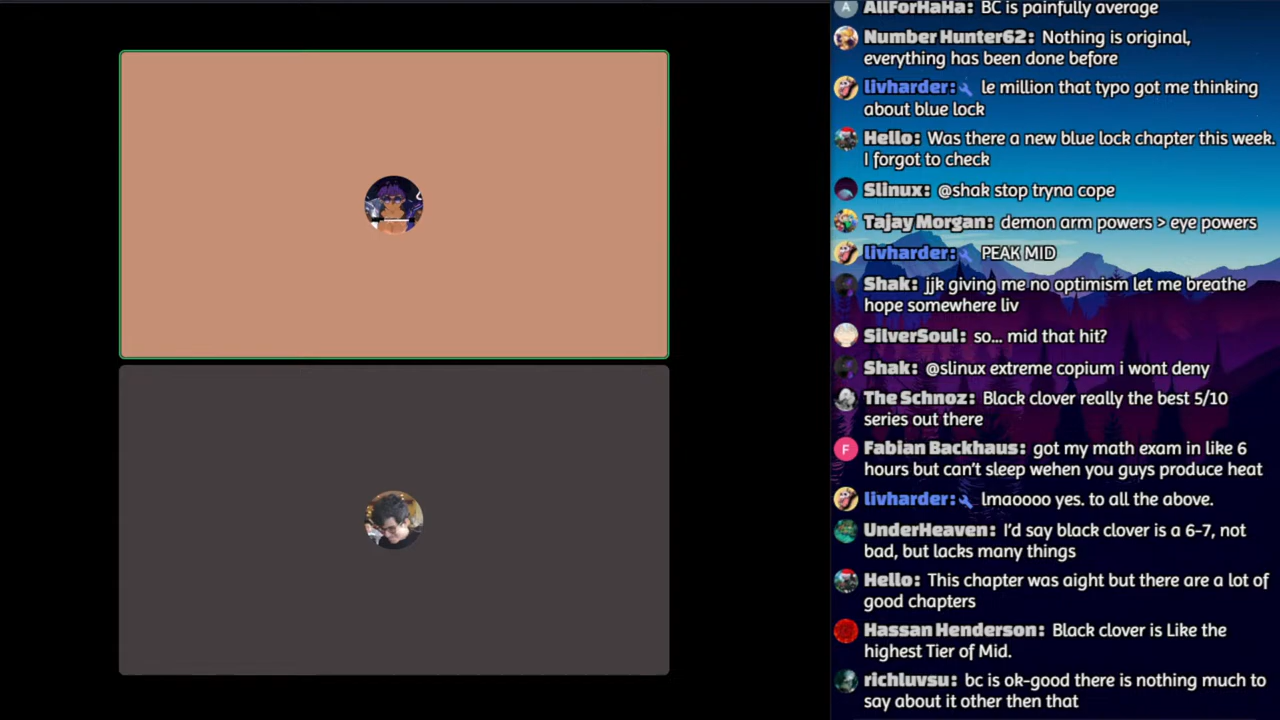 AllForHaHa: BC is painfully average
Number Hunter62: Nothing is original,
everything has been done before
livharder: le million that typo got me thinking
about blue lock
Hello: Was there a new blue lock chapter this week.
I forgot to check
Slinux: @shak stop tryna cope
Tajay Morgan: demon arm powers > eye powers
livharder: PEAK MID
Shak: jjk giving me no optimism let me breathe
hope somewhere liv
SilverSoul: so... mid that hit?
Shak: @slinux extreme copium i wont deny
The Schnoz: Black clover really the best 5/10
series out there
F Fabian Backhaus: got my math exam in like 6
hours but can't sleep wehen you guys produce heat
livharder: lmaoooo yes. to all the above.
UnderHeaven: I'd say black clover is a 6-7, not
bad, but lacks many things
Hello: This chapter was aight but there are a lot of
good chapters
Hassan Henderson: Black clover is Like the
highest Tier of Mid.
richluvsu: bc is ok-good there is nothing much to
say about it other then that